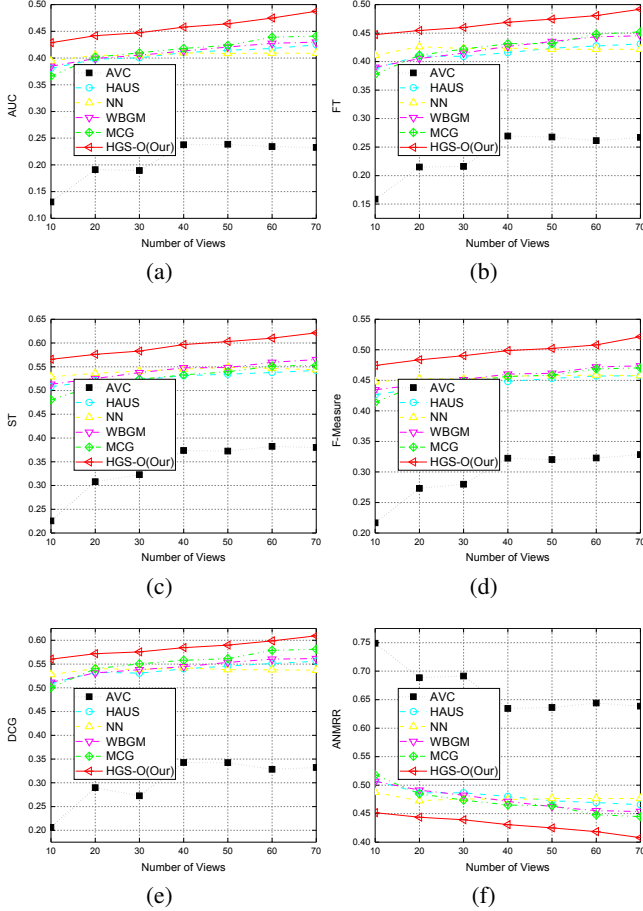 0.50
0.45
0.40
0.35
0.30
0.25
0.20
0.15
0.10
AUC
AVC
HAUS
NN
WBGM
MCG
HGS-O(Our)
10 20 30 40 50 60 70
Number of Views
(a)
0.50
0.45
0.40
0.35
0.30
0.25
0.20
0.15
FT
AVC
HAUS
NN
WBGM
MCG
HGS-O(Our)
10 20 30 40 50 60 70
Number of Views
(b)
0.65
0.60
0.55
0.50
0.45
0.40
0.35
0.30
0.25
0.20
ST
AVC
HAUS
NN
WBGM
MCG
HGS-O(Our)
10 20 30 40 50 60 70
Number of Views
(c)
0.55
0.50
0.45
0.40
0.35
0.30
0.25
0.20
F-Measure
AVC
HAUS
NN
WBGM
MCG
HGS-O(Our)
10 20 30 40 50 60 70
Number of Views
(d)
0.60
0.55
0.50
0.45
0.40
0.35
0.30
0.25
0.20
DCG
AVC
HAUS
NN
WBGM
MCG
HGS-O(Our)
10 20 30 40 50 60 70
Number of Views
(e)
0.75
0.70
0.65
0.60
0.55
0.50
0.45
0.40
ANMRR
AVC
HAUS
NN
WBGM
MCG
HGS-O(Our)
10 20 30 40 50 60 70
Number of Views
(f)